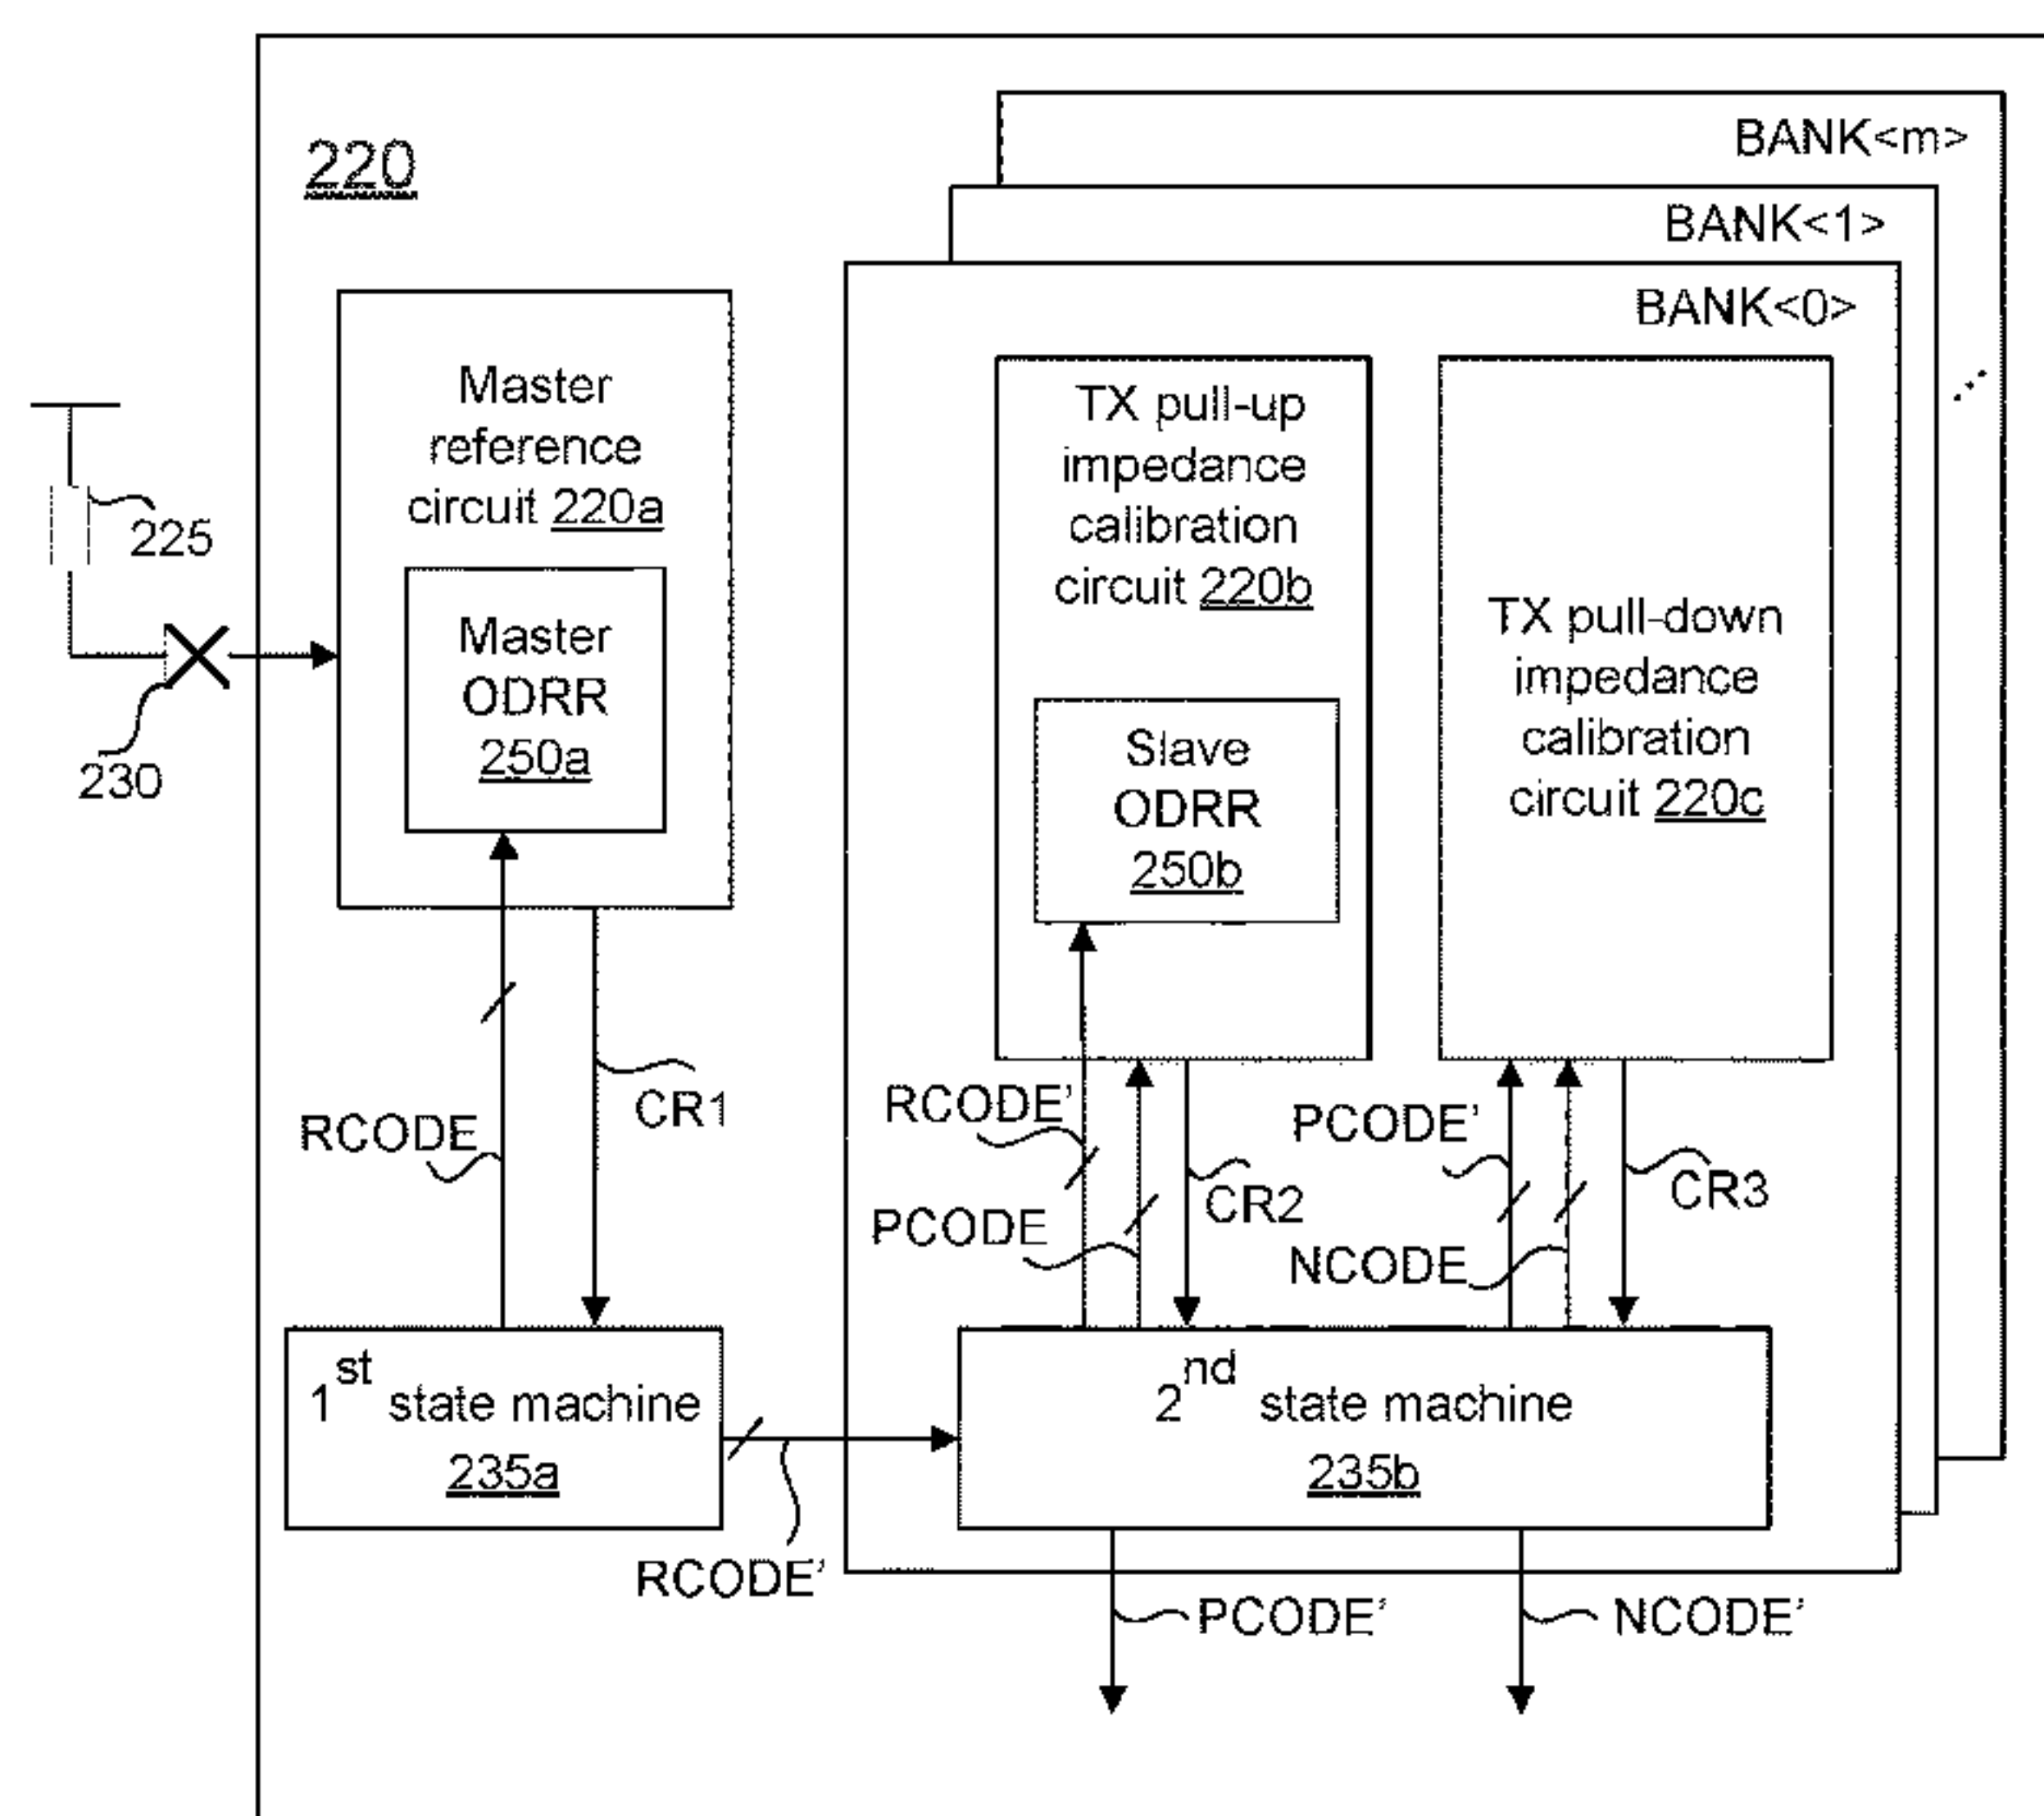 220
BANK<m>
BANK<1>
BANK<0>
Master
reference
circuit 220a
Master
ODRR
250a
225
230
TX pull-up
impedance
calibration
circuit 220b
Slave
ODRR
250b
TX pull-down
impedance
calibration
circuit 220c
RCODE
CR1
RCODE'
PCODE
CR2
PCODE'
NCODE
CR3
1st state machine
235a
RCODE'
2nd state machine
235b
PCODE'
NCODE'